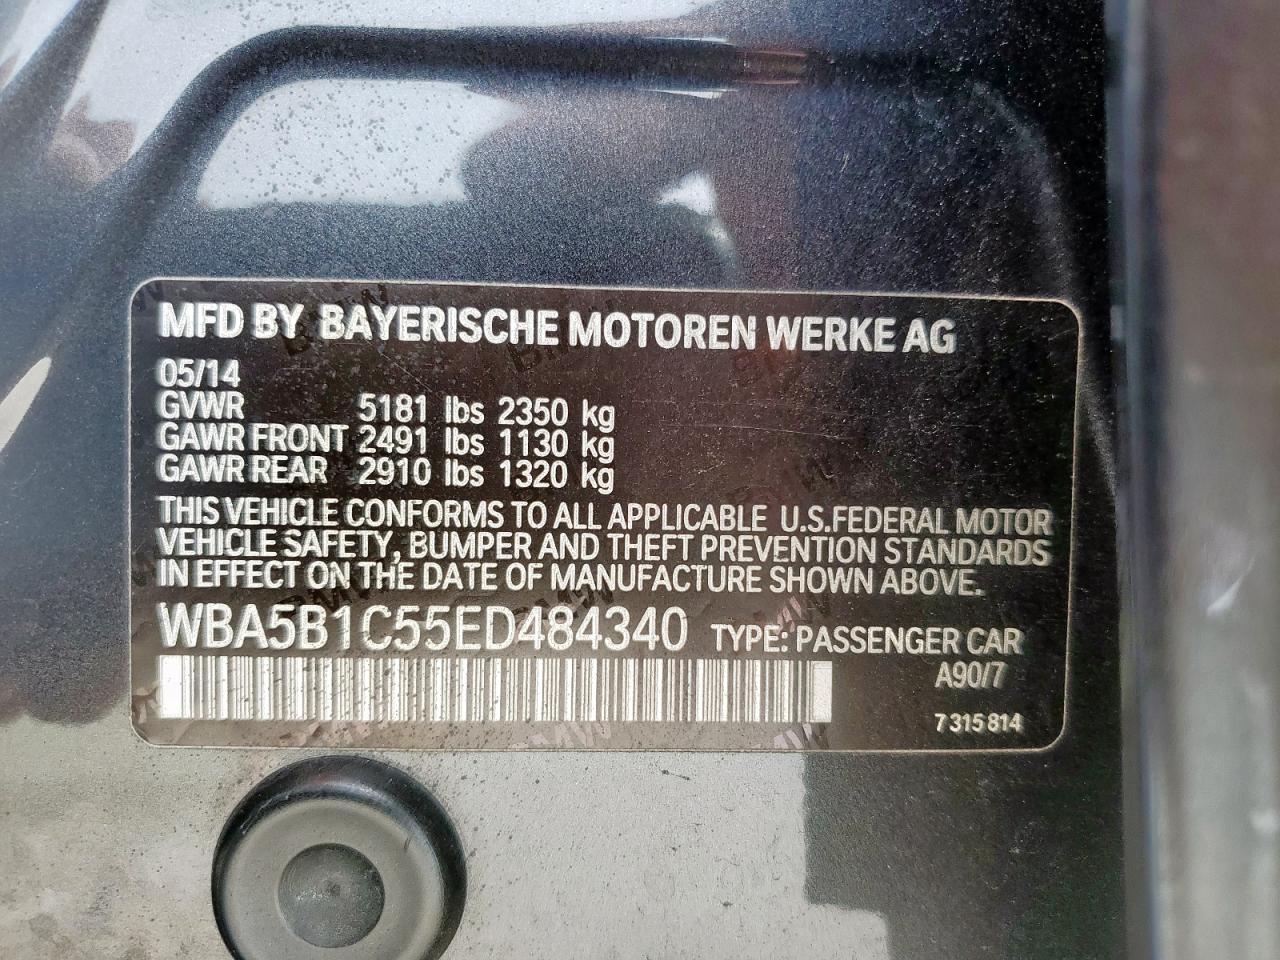 MFD BY BAYERISCHE MOTOREN WERKE AG
05/14
GVWR 5181 lbs 2350 kg
GAWR FRONT 2491 lbs 1130 kg
GAWR REAR 2910 lbs 1320 kg
THIS VEHICLE CONFORMS TO ALL APPLICABLE U.S.FEDERAL MOTOR
VEHICLE SAFETY, BUMPER AND THEFT PREVENTION STANDARDS
IN EFFECT ON THE DATE OF MANUFACTURE SHOWN ABOVE.
WBA5B1C55ED484340 TYPE: PASSENGER CAR
A90/7
7 315 814